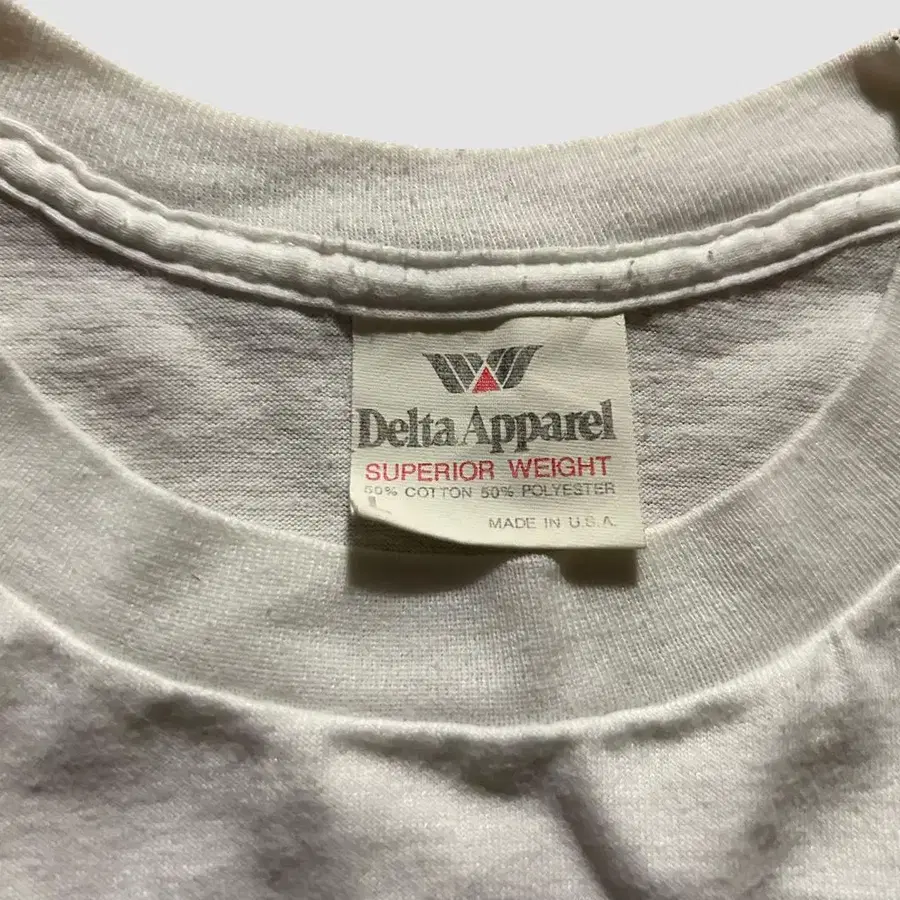 Delta Apparel
SUPERIOR WEIGHT
50% COTTON 50% POLYESTER
L
MADE IN U.S.A.